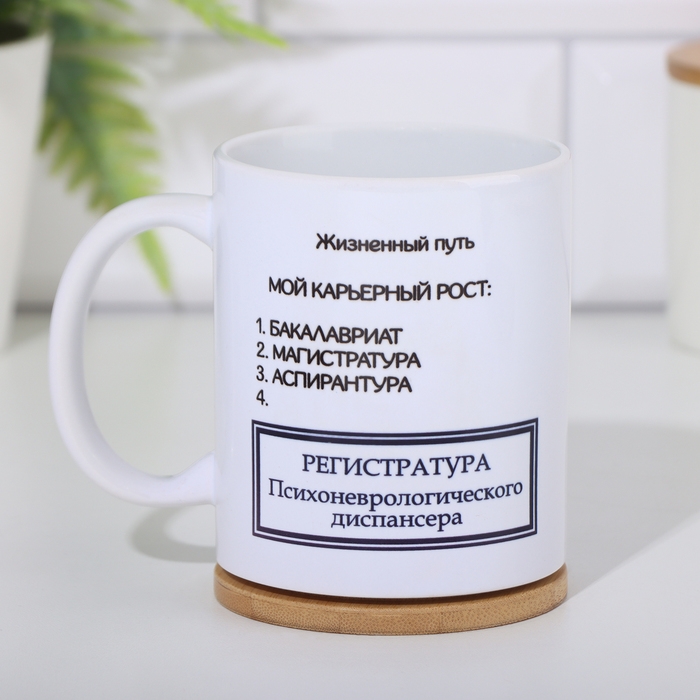 Жизненный путь
МОЙ КАРЬЕРНЫЙ РОСТ:
1. БАКАЛАВРИАТ
2. МАГИСТРАТУРА
3. АСПИРАНТУРА
4.
РЕГИСТРАТУРА
Психоневрологического
диспансера